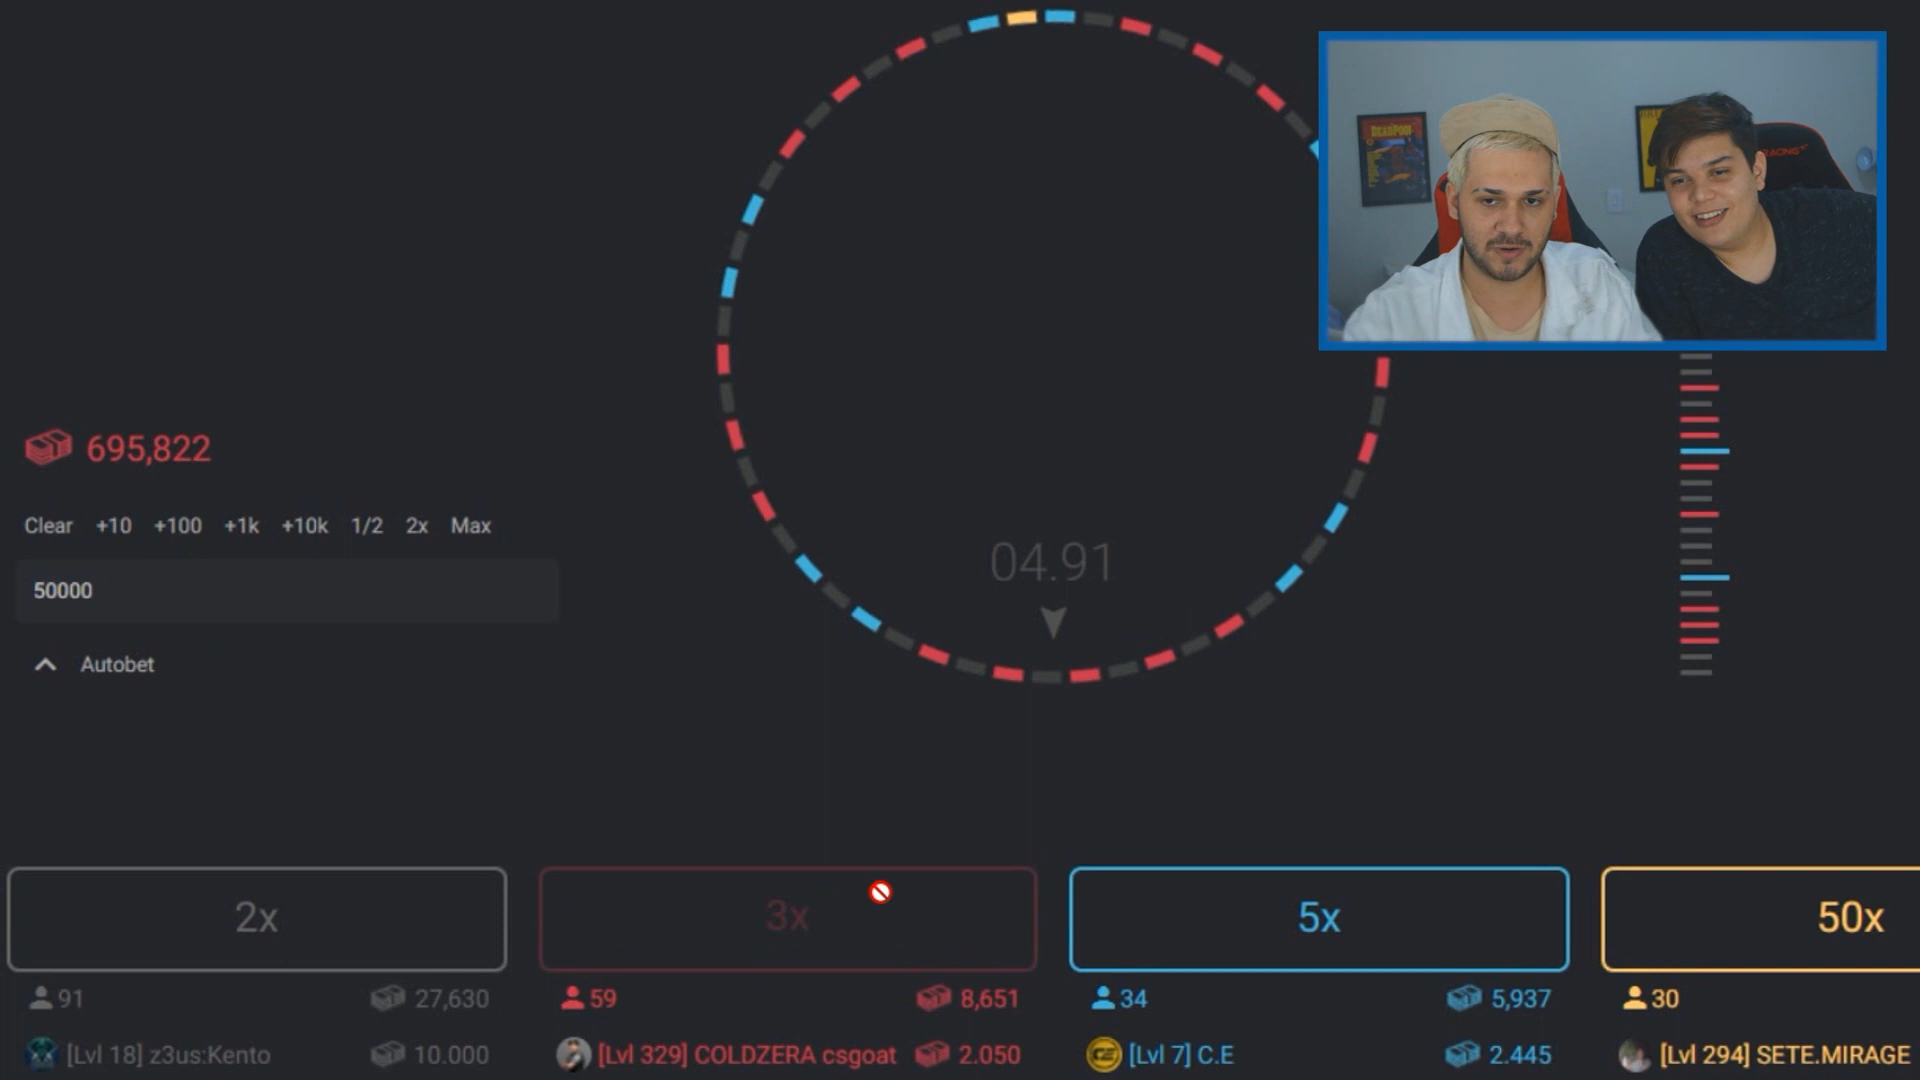 DEADPOOL
RACING
695,822
Clear +10 +100 +1k +10k 1/2 2x Max
50000
04.91
Autobet
2x 3x 5x 50x
91 27,630 59 8,651 34 5,937 30
[Lvl 18] z3us:Kento 10.000 [Lvl 329] COLDZERA csgoat 2.050 [Lvl 7] C.E 2.445 [Lvl 294] SETE.MIRAGE